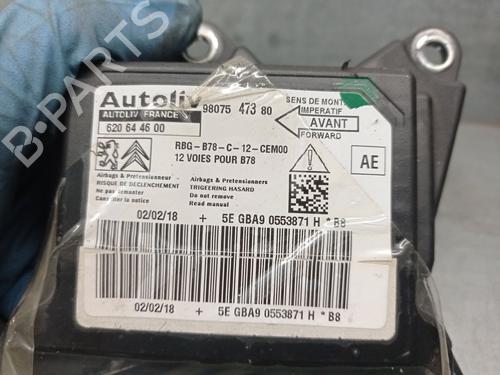 B-PARTS
Autoliv
98075 473 80
AUTOLIV FRANCE
620 64 46 00
SENS DE MONT
IMPERATIF
AVANT
FORWARD
RBG - B78 - C - 12 - CEM00
12 VOIES POUR B78
AE
Airbags & Pretensionneur
RISQUE DE DECLENCHEMENT
Ne pas demonter
Consulter la notice
Airbags & Pretensionners
TRIGEERING HASARD
Do not remove
Read manual
02/02/18 + 5E GBA9 0553871 H * B8
02/02/18 + 5E GBA9 0553871 H * B8